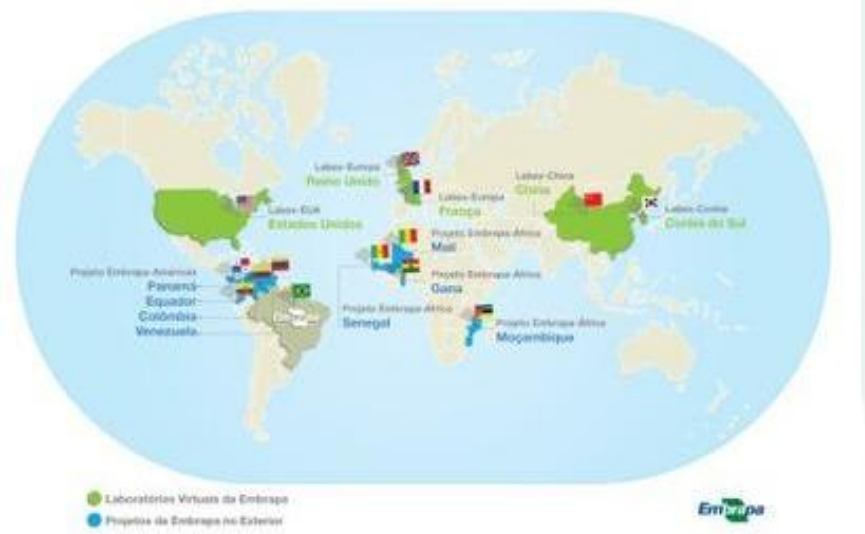 Labex-Europa
Reino Unido
Labex-EUA
Estados Unidos
Labex-Europa
França
Labex-China
China
Labex-Coréia
Coréia do Sul
Projeto Embrapa-África
Mali
Projeto Embrapa-África
Gana
Projeto Embrapa-Américas
Panamá
Equador
Colômbia
Venezuela
Projeto Embrapa-África
Senegal
Projeto Embrapa-África
Moçambique
Laboratórios Virtuais da Embrapa
Projetos da Embrapa no Exterior
Embrapa